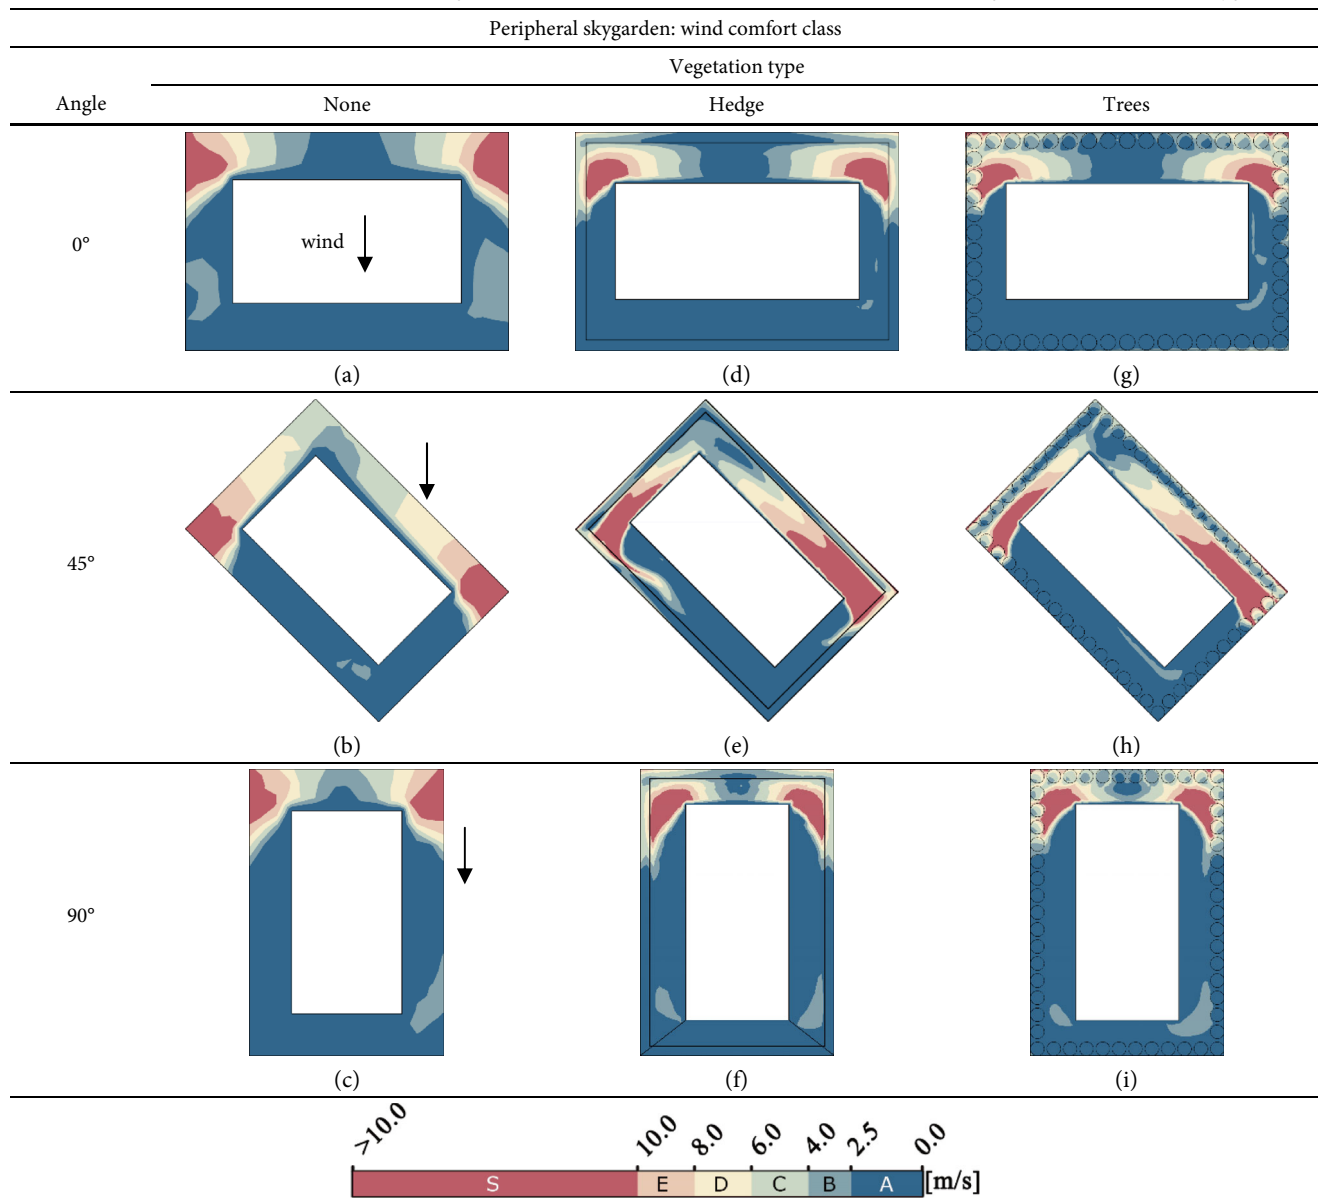 Peripheral skygarden: wind comfort class
Vegetation type
Angle None Hedge Trees
0°
wind
(a) (d) (g)
45°
(b) (e) (h)
90°
(c) (f) (i)
>10.0 10.0 8.0 6.0 4.0 2.5 0.0
S E D C B A [m/s]